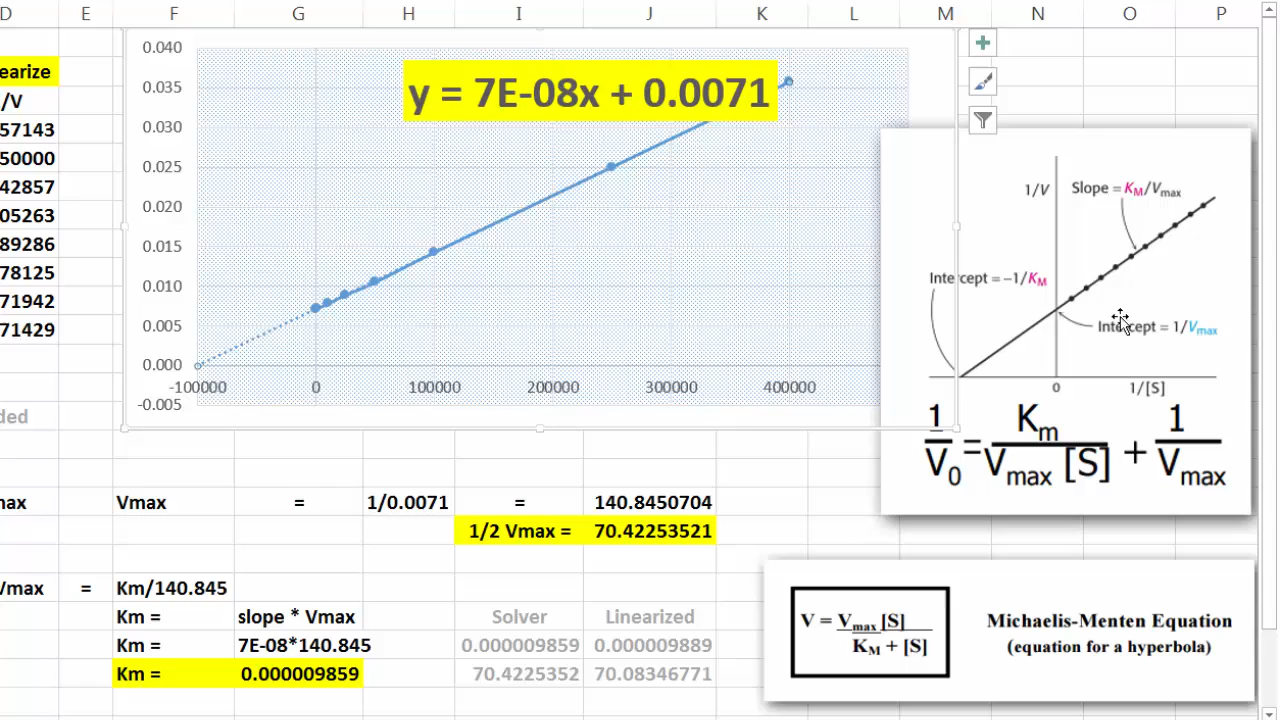 D E F G H I J K L M N O P
earize
/V
57143
50000
42857
05263
89286
78125
71942
71429
ded
0.040
0.035
0.030
0.025
0.020
0.015
0.010
0.005
0.000
-0.005
-100000 0 100000 200000 300000 400000
y = 7E-08x + 0.0071
1/V
Slope = KM/Vmax
Intercept = −1/KM
Intercept = 1/Vmax
0
1/[S]
1 Km 1
= +
V0 Vmax [S] Vmax
max Vmax = 1/0.0071 = 140.8450704
1/2 Vmax = 70.42253521
Vmax = Km/140.845
Km = slope * Vmax Solver Linearized
Km = 7E-08*140.845 0.000009859 0.000009889
Km = 0.000009859 70.4225352 70.08346771
V = Vmax [S]
KM + [S]
Michaelis-Menten Equation
(equation for a hyperbola)